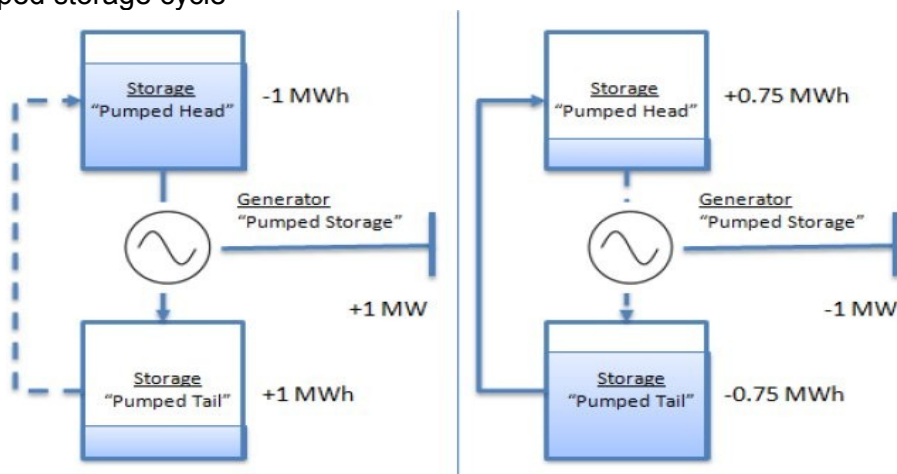 Storage
"Pumped Head"
-1 MWh
Generator
"Pumped Storage"
+1 MW
Storage
"Pumped Tail"
+1 MWh
Storage
"Pumped Head"
+0.75 MWh
Generator
"Pumped Storage"
-1 MW
Storage
"Pumped Tail"
-0.75 MWh